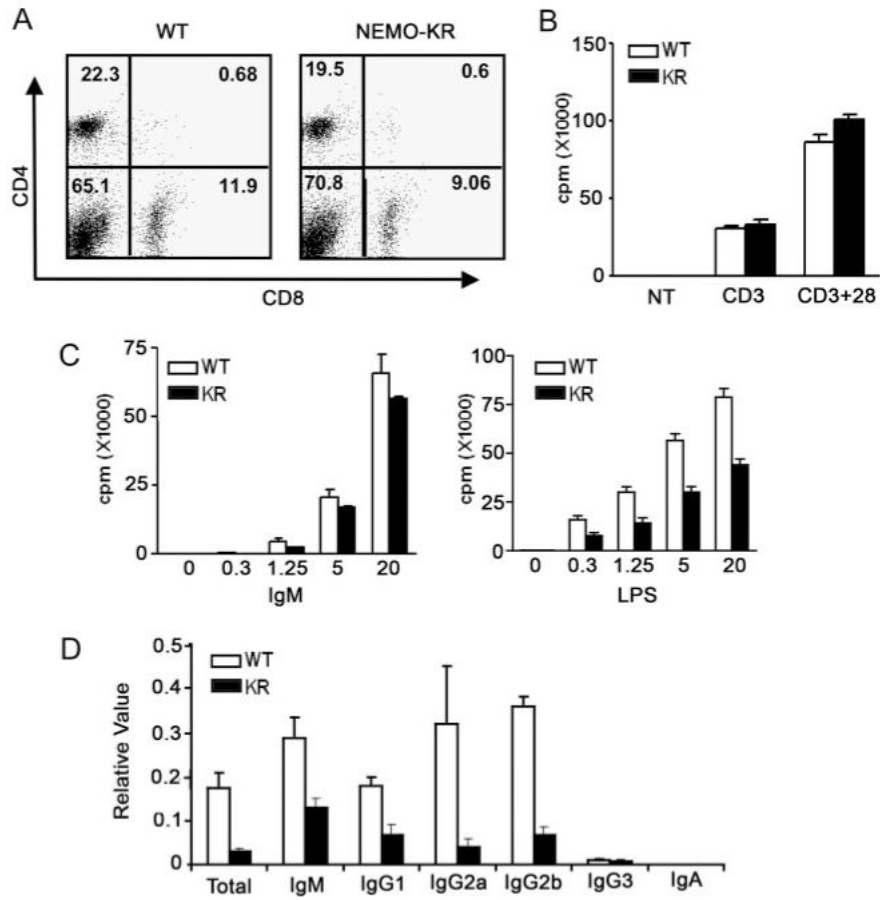 A
WT
NEMO-KR
22.3
0.68
65.1
11.9
19.5
0.6
70.8
9.06
CD4
CD8
B
WT
KR
cpm (X1000)
150
100
50
0
NT
CD3
CD3+28
C
WT
KR
cpm (X1000)
75
50
25
0
0 0.3 1.25 5 20
IgM
WT
KR
cpm (X1000)
100
75
50
25
0
0 0.3 1.25 5 20
LPS
D
WT
KR
Relative Value
0.5
0.4
0.3
0.2
0.1
0
Total IgM IgG1 IgG2a IgG2b IgG3 IgA